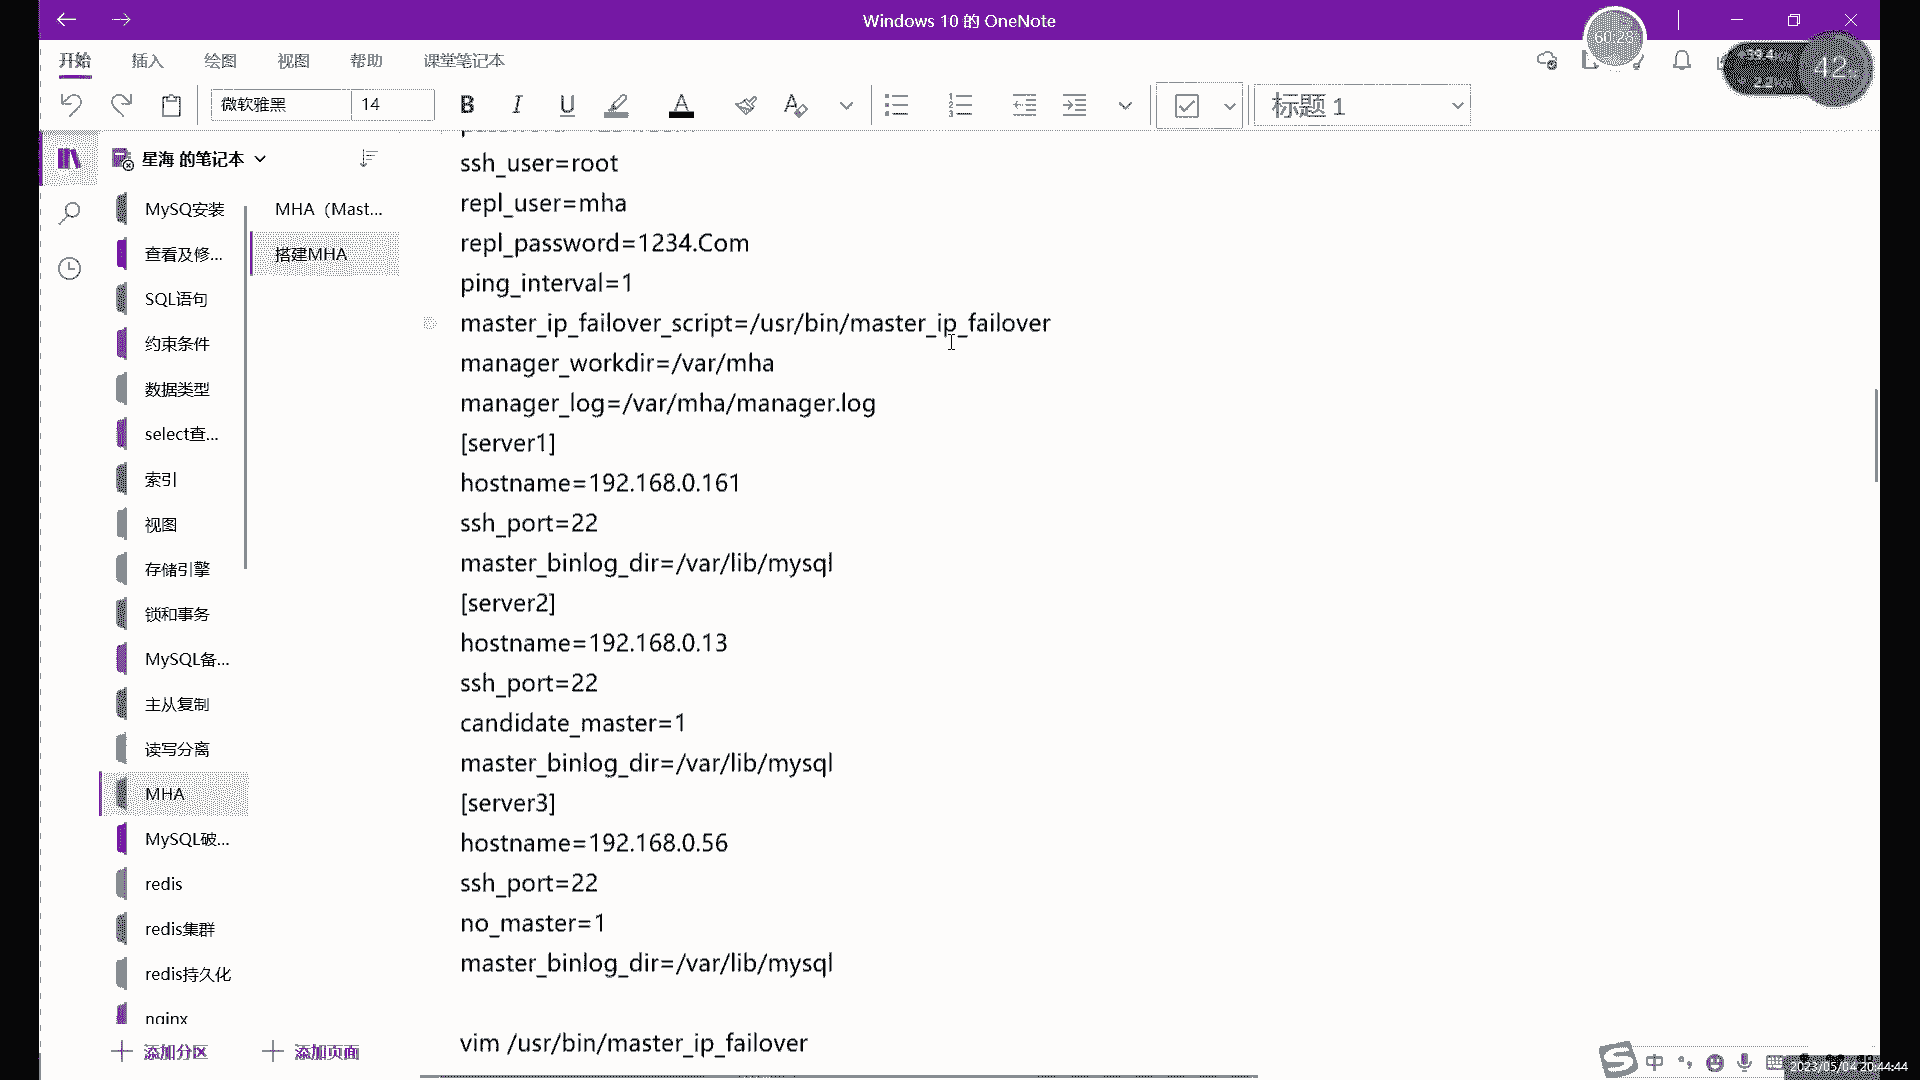 Windows 10 的 OneNote
60:28
开始 插入 绘图 视图 帮助 课堂笔记本
42
微软雅黑 14 B I U A 标题 1
星海 的笔记本
MySQ安装
查看及修...
SQL语句
约束条件
数据类型
select查...
索引
视图
存储引擎
锁和事务
MySQL备...
主从复制
读写分离
MHA
MySQL破...
redis
redis集群
redis持久化
nginx
添加分区
MHA（Mast...
搭建MHA
添加页面
ssh_user=root
repl_user=mha
repl_password=1234.Com
ping_interval=1
master_ip_failover_script=/usr/bin/master_ip_failover
manager_workdir=/var/mha
manager_log=/var/mha/manager.log
[server1]
hostname=192.168.0.161
ssh_port=22
master_binlog_dir=/var/lib/mysql
[server2]
hostname=192.168.0.13
ssh_port=22
candidate_master=1
master_binlog_dir=/var/lib/mysql
[server3]
hostname=192.168.0.56
ssh_port=22
no_master=1
master_binlog_dir=/var/lib/mysql
vim /usr/bin/master_ip_failover
中
2023/05/04 20:44:44